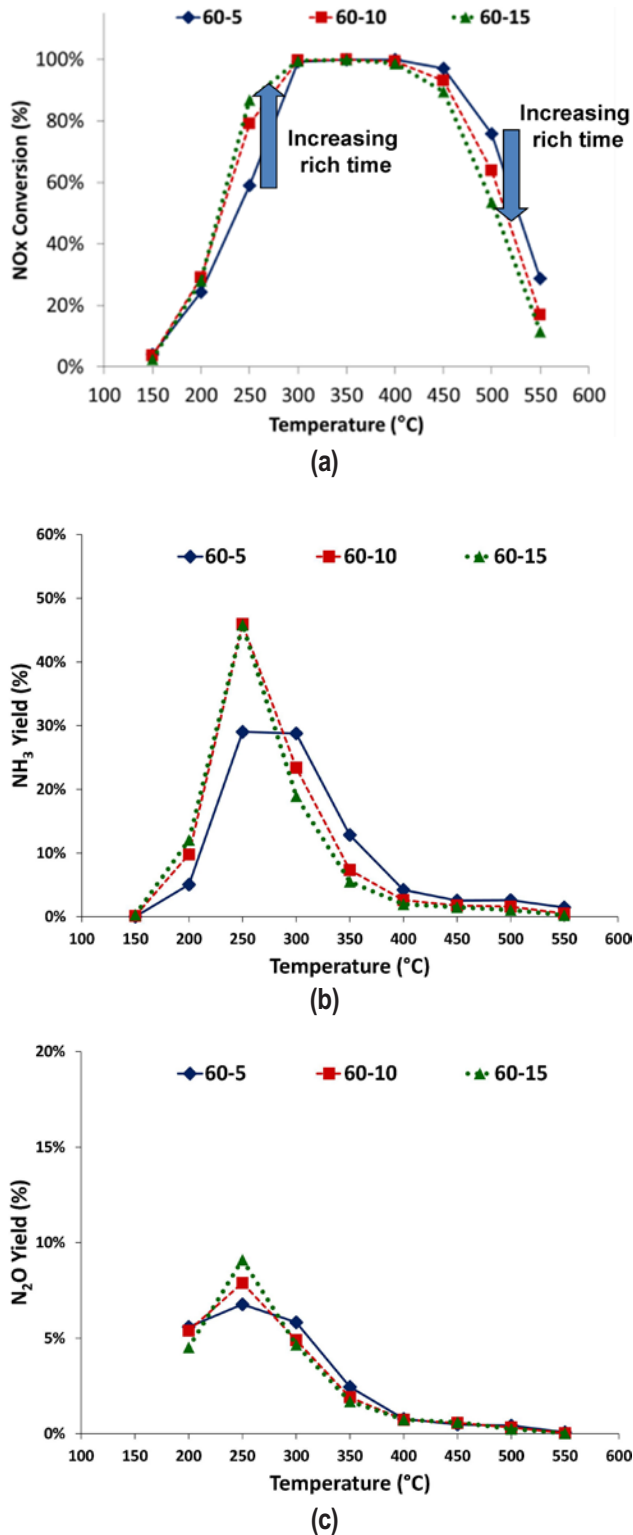 60-5 60-10 60-15
100%
80%
60%
40%
20%
0%
NOx Conversion (%)
Increasing
rich time
Increasing
rich time
100 150 200 250 300 350 400 450 500 550 600
Temperature (°C)
(a)
60%
50%
40%
30%
20%
10%
0%
NH₃ Yield (%)
60-5 60-10 60-15
100 150 200 250 300 350 400 450 500 550 600
Temperature (°C)
(b)
20%
15%
10%
5%
0%
N₂O Yield (%)
60-5 60-10 60-15
100 150 200 250 300 350 400 450 500 550 600
Temperature (°C)
(c)